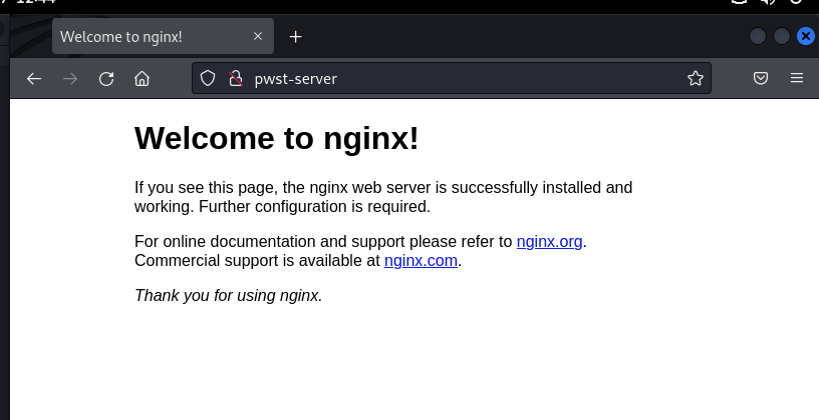 Welcome to nginx!
pwst-server
Welcome to nginx!
If you see this page, the nginx web server is successfully installed and
working. Further configuration is required.
For online documentation and support please refer to nginx.org.
Commercial support is available at nginx.com.
Thank you for using nginx.